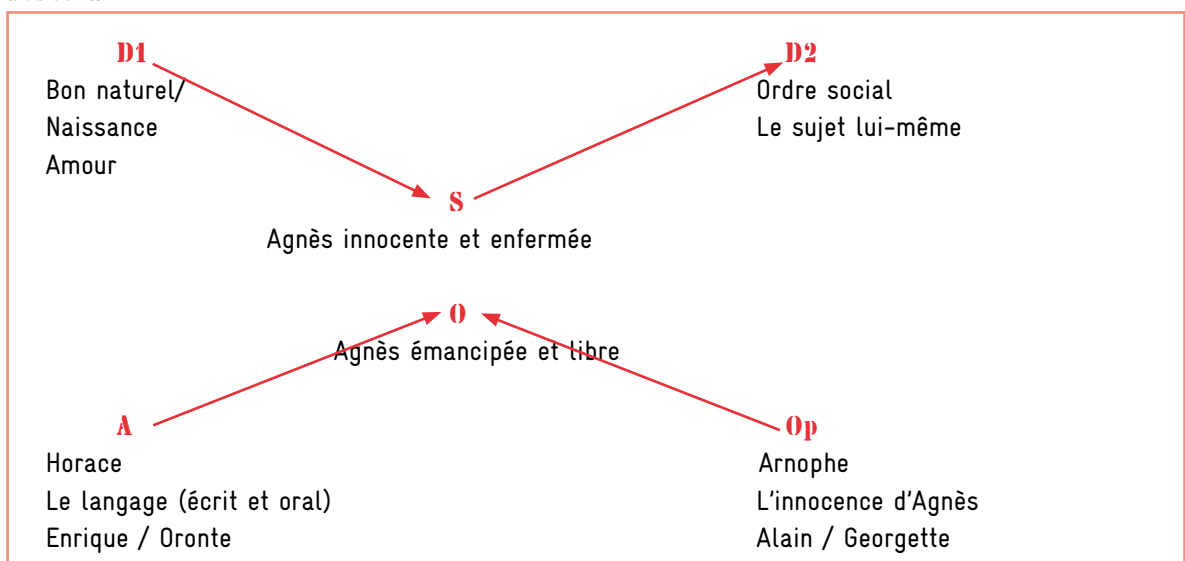 D1
Bon naturel/
Naissance
Amour
D2
Ordre social
Le sujet lui-même
S
Agnès innocente et enfermée
O
Agnès émancipée et libre
A
Horace
Le langage (écrit et oral)
Enrique / Oronte
Op
Arnophe
L'innocence d'Agnès
Alain / Georgette